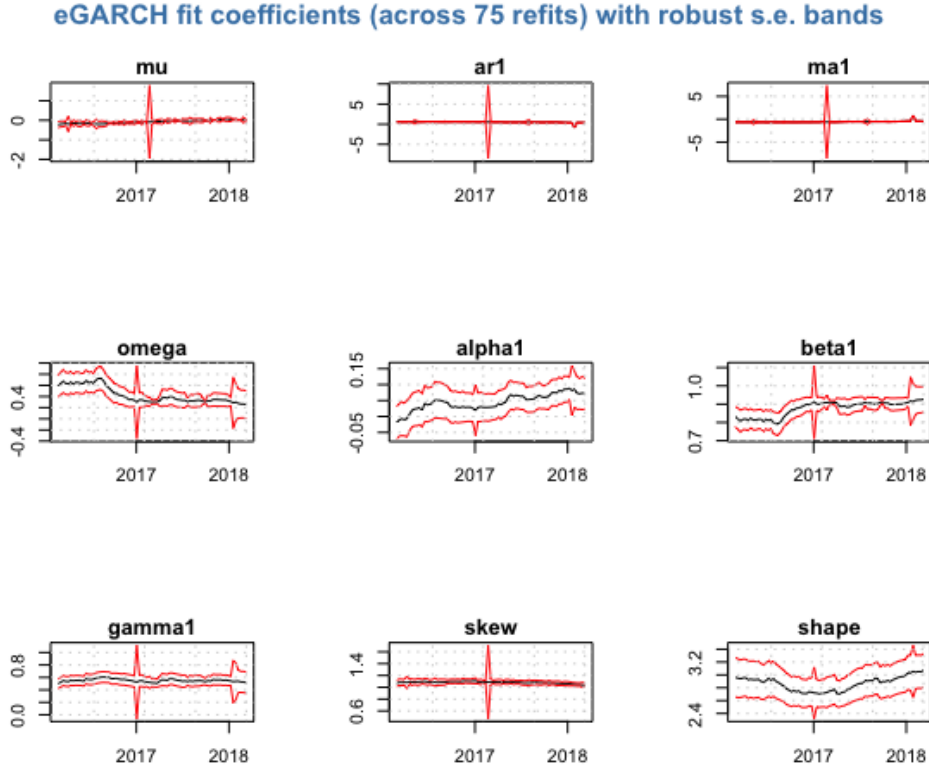 eGARCH fit coefficients (across 75 refits) with robust s.e. bands
mu ar1 ma1
0 -2 5 -5 5 -5
2017 2018 2017 2018 2017 2018
omega alpha1 beta1
0.4 -0.4 0.15 -0.05 1.0 0.7
2017 2018 2017 2018 2017 2018
gamma1 skew shape
0.8 0.0 1.4 0.6 3.2 2.4
2017 2018 2017 2018 2017 2018